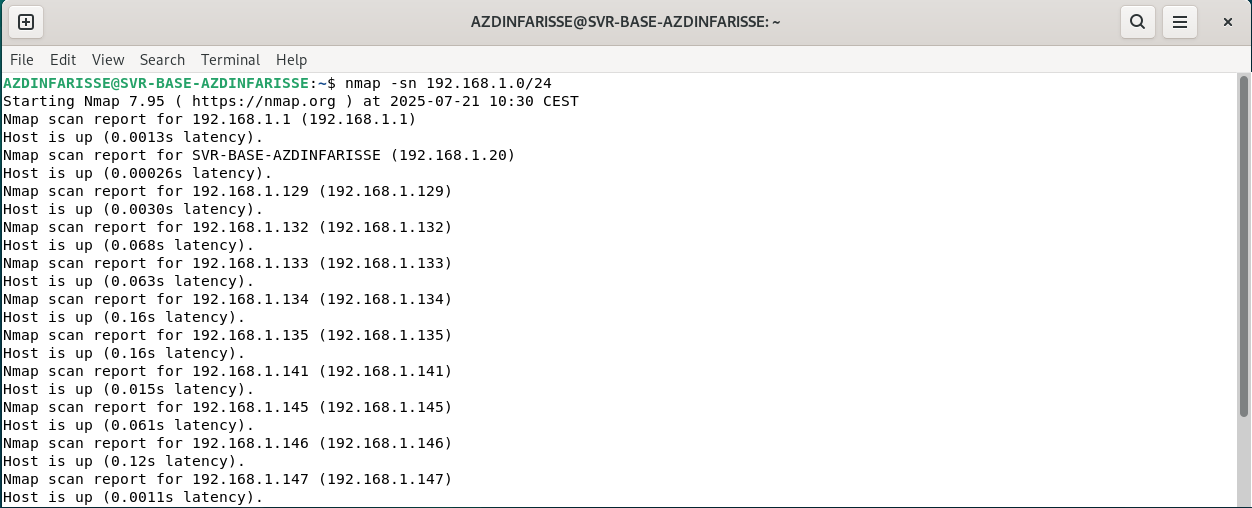 AZDINFARISSE@SVR-BASE-AZDINFARISSE: ~
File Edit View Search Terminal Help
AZDINFARISSE@SVR-BASE-AZDINFARISSE:~$ nmap -sn 192.168.1.0/24
Starting Nmap 7.95 ( https://nmap.org ) at 2025-07-21 10:30 CEST
Nmap scan report for 192.168.1.1 (192.168.1.1)
Host is up (0.0013s latency).
Nmap scan report for SVR-BASE-AZDINFARISSE (192.168.1.20)
Host is up (0.00026s latency).
Nmap scan report for 192.168.1.129 (192.168.1.129)
Host is up (0.0030s latency).
Nmap scan report for 192.168.1.132 (192.168.1.132)
Host is up (0.068s latency).
Nmap scan report for 192.168.1.133 (192.168.1.133)
Host is up (0.063s latency).
Nmap scan report for 192.168.1.134 (192.168.1.134)
Host is up (0.16s latency).
Nmap scan report for 192.168.1.135 (192.168.1.135)
Host is up (0.16s latency).
Nmap scan report for 192.168.1.141 (192.168.1.141)
Host is up (0.015s latency).
Nmap scan report for 192.168.1.145 (192.168.1.145)
Host is up (0.061s latency).
Nmap scan report for 192.168.1.146 (192.168.1.146)
Host is up (0.12s latency).
Nmap scan report for 192.168.1.147 (192.168.1.147)
Host is up (0.0011s latency).